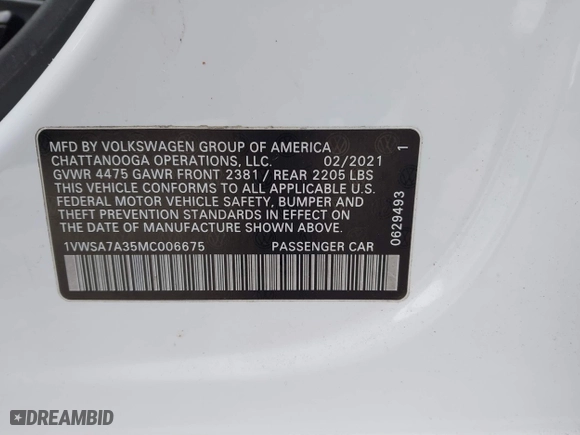 MFD BY VOLKSWAGEN GROUP OF AMERICA
CHATTANOOGA OPERATIONS, LLC. 02/2021
GVWR 4475 GAWR FRONT 2381 / REAR 2205 LBS
THIS VEHICLE CONFORMS TO ALL APPLICABLE U.S.
FEDERAL MOTOR VEHICLE SAFETY, BUMPER AND
THEFT PREVENTION STANDARDS IN EFFECT ON
THE DATE OF MANUFACTURE SHOWN ABOVE.
1VWSA7A35MC006675 PASSENGER CAR
0629493 1
DREAMBID